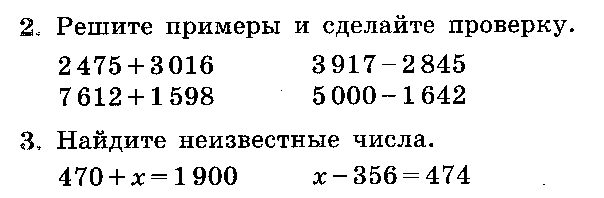 2. Решите примеры и сделайте проверку.
2 475 + 3 016 3 917 − 2 845
7 612 + 1 598 5 000 − 1 642
3. Найдите неизвестные числа.
470 + x = 1 900 x − 356 = 474